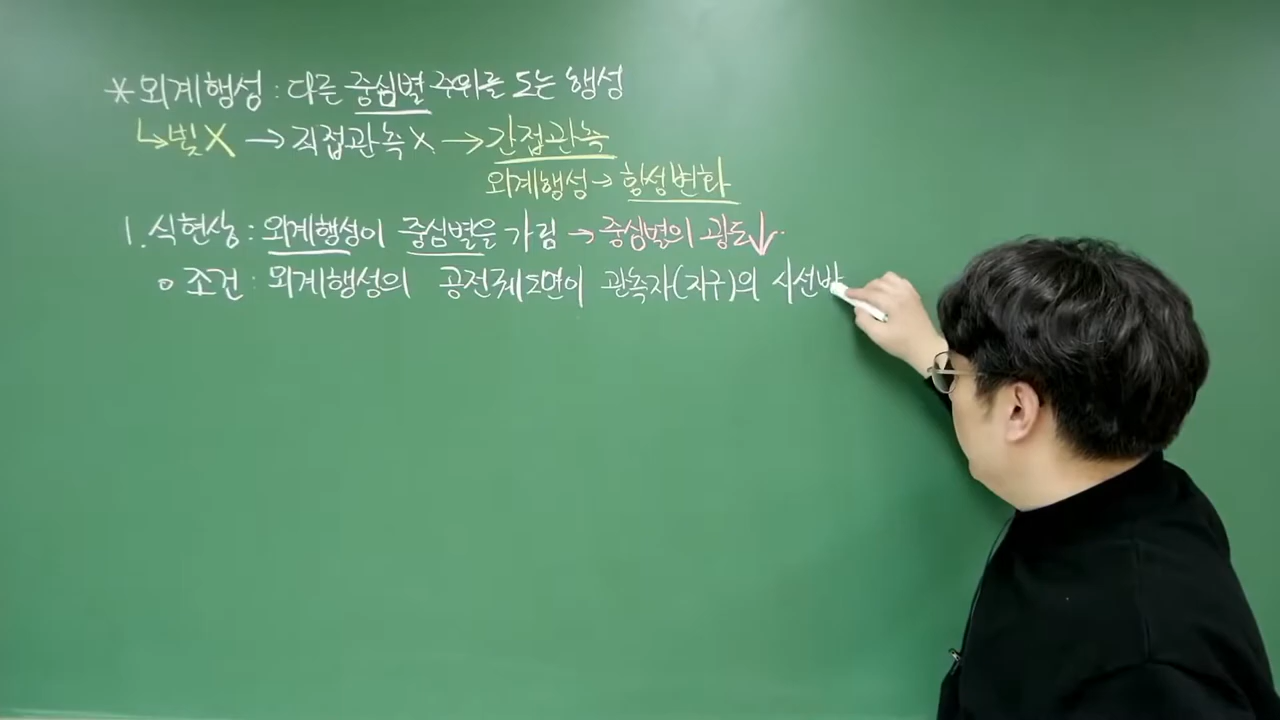 * 외계행성 : 다른 중심별 주위를 도는 행성
↳ 빛 X → 직접관측 X → 간접관측
외계행성 → 항성변화
1. 식현상 : 외계행성이 중심별을 가림 → 중심별의 광도↓
○ 조건 : 외계행성의 공전궤도면이 관측자(지구)의 시선방